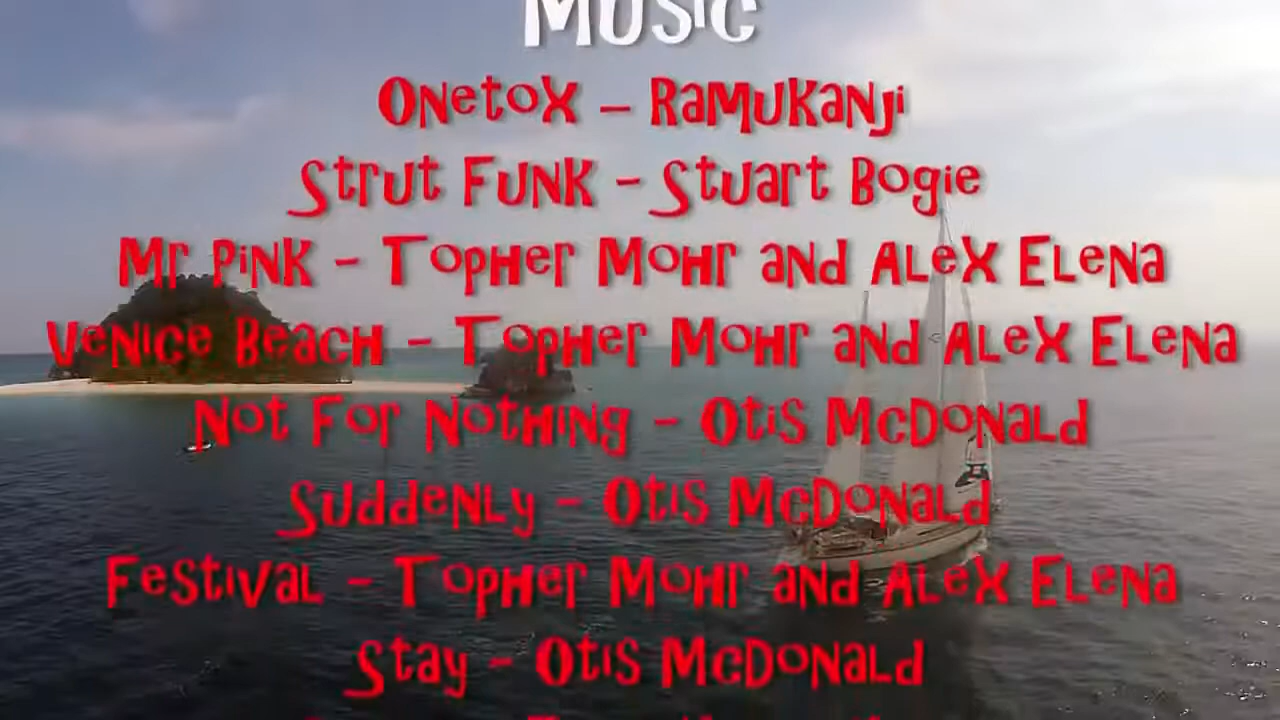 MUSIC
Onetox – Ramukanji
Strut Funk - Stuart Bogie
Mr Pink - Topher Mohr and Alex Elena
Venice Beach - Topher Mohr and Alex Elena
Not For Nothing - Otis McDonald
Suddenly - Otis McDonald
Festival - Topher Mohr and Alex Elena
Stay - Otis McDonald